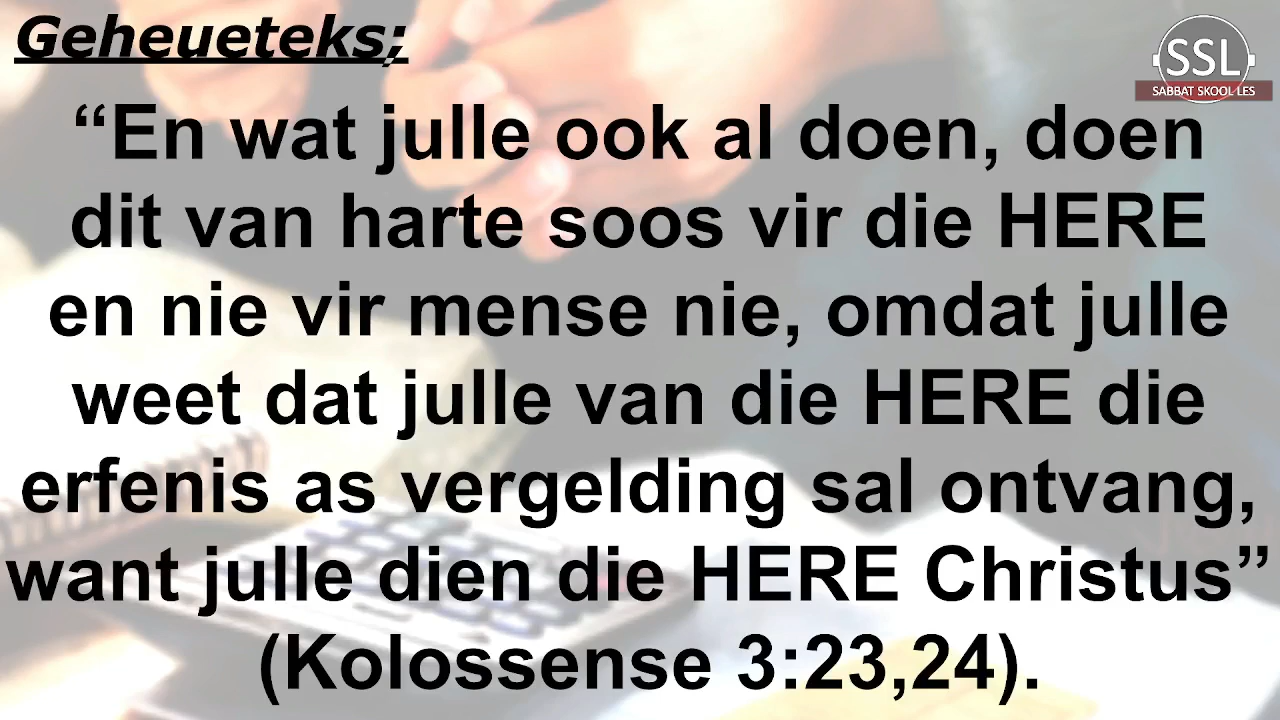 Geheueteks;
SSL
SABBAT SKOOL LES
“En wat julle ook al doen, doen
dit van harte soos vir die HERE
en nie vir mense nie, omdat julle
weet dat julle van die HERE die
erfenis as vergelding sal ontvang,
want julle dien die HERE Christus”
(Kolossense 3:23,24).